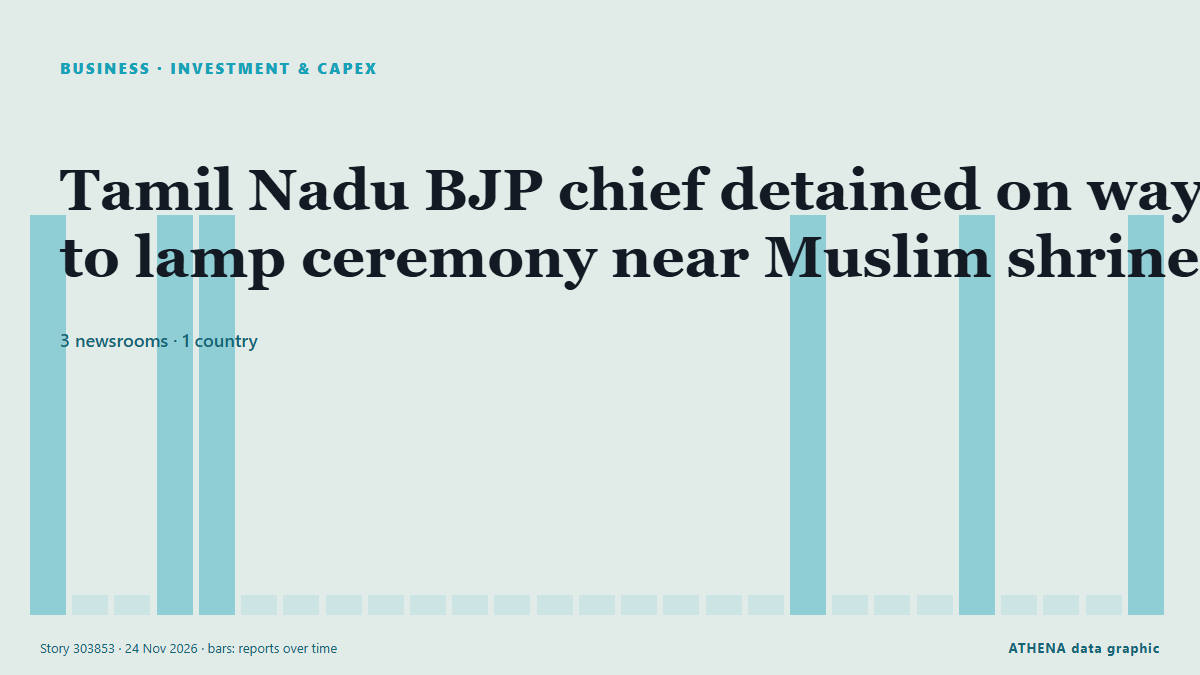 BUSINESS · INVESTMENT & CAPEX
Tamil Nadu BJP chief detained on way
to lamp ceremony near Muslim shrine
3 newsrooms · 1 country
Story 303853 · 24 Nov 2026 · bars: reports over time
ATHENA data graphic